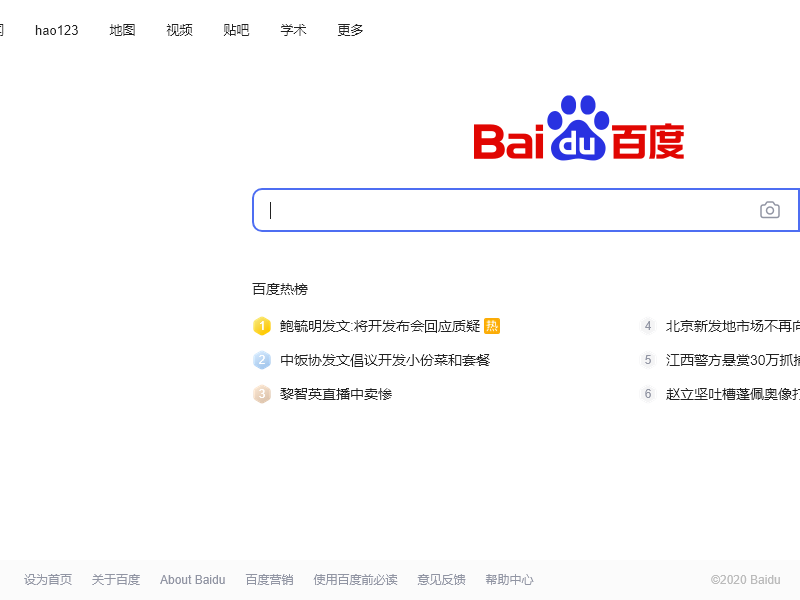 hao123 地图 视频 贴吧 学术 更多
Bai du 百度
百度热榜
1 鲍毓明发文:将开发布会回应质疑 热
4 北京新发地市场不再向
2 中饭协发文倡议开发小份菜和套餐
5 江西警方悬赏30万抓
3 黎智英直播中卖惨
6 赵立坚吐槽蓬佩奥像
设为首页 关于百度 About Baidu 百度营销 使用百度前必读 意见反馈 帮助中心 ©2020 Baidu